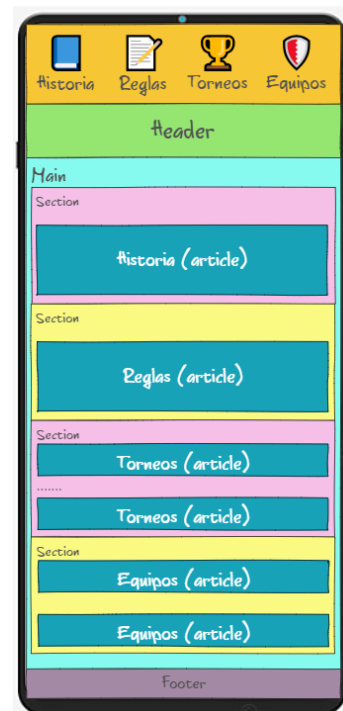 Historia Reglas Torneos Equipos
Header
Main
Section
Historia (article)
Section
Reglas (article)
Section
Torneos (article)
.......
Torneos (article)
Section
Equipos (article)
Equipos (article)
Footer